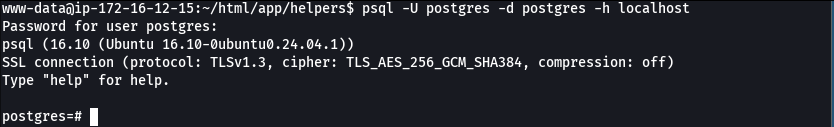 www-data@ip-172-16-12-15:~/html/app/helpers$ psql -U postgres -d postgres -h localhost
Password for user postgres:
psql (16.10 (Ubuntu 16.10-0ubuntu0.24.04.1))
SSL connection (protocol: TLSv1.3, cipher: TLS_AES_256_GCM_SHA384, compression: off)
Type "help" for help.
postgres=#